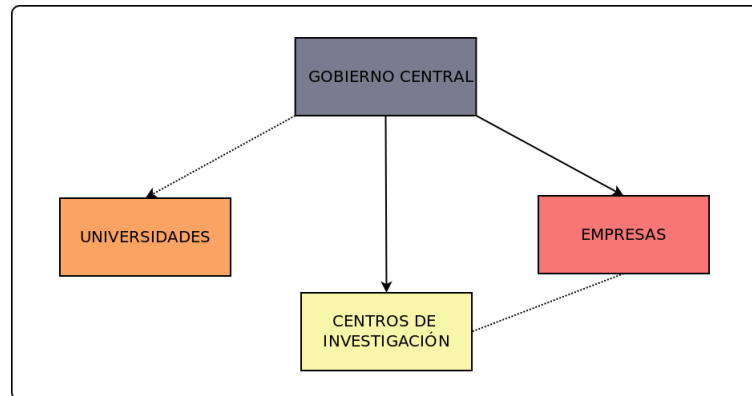 GOBIERNO CENTRAL
UNIVERSIDADES
EMPRESAS
CENTROS DE
INVESTIGACIÓN